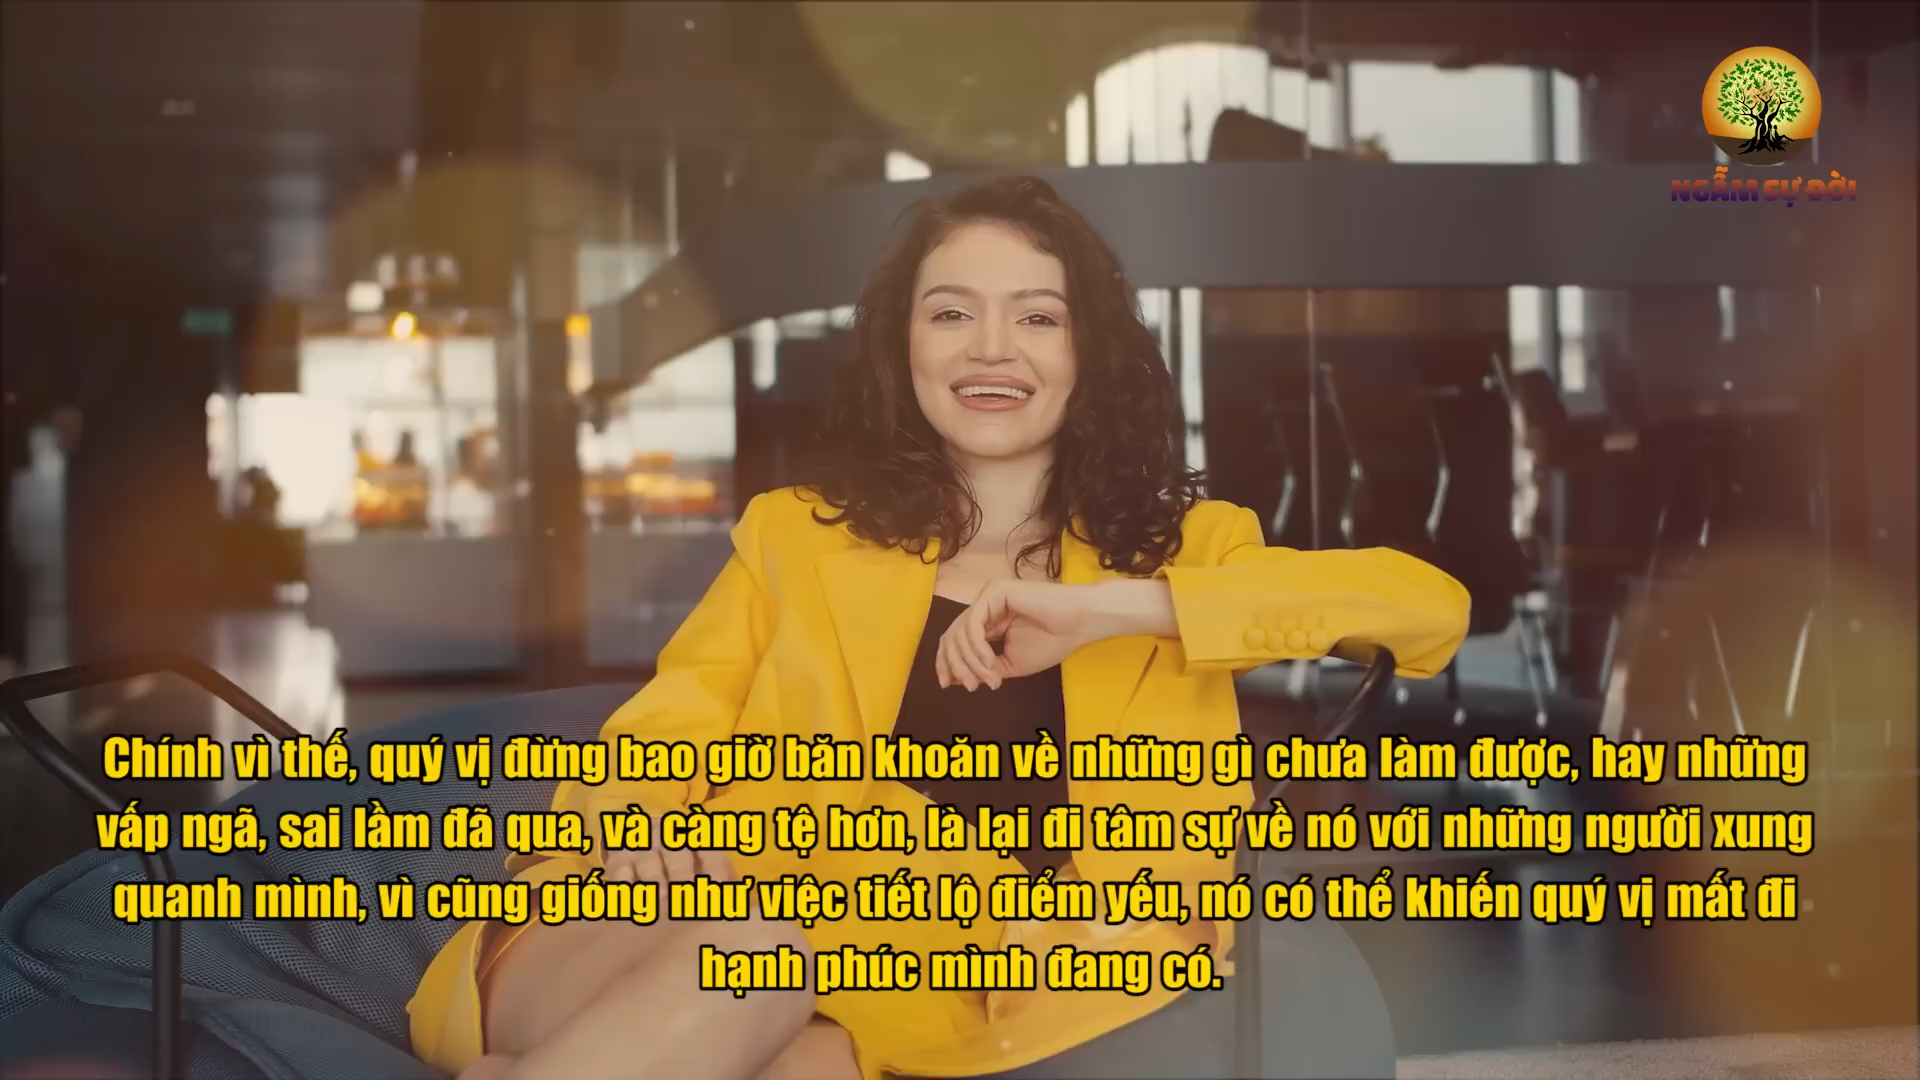 NGẪM SỰ ĐỜI
Chính vì thế, quý vị đừng bao giờ băn khoăn về những gì chưa làm được, hay những
vấp ngã, sai lầm đã qua, và càng tệ hơn, là lại đi tâm sự về nó với những người xung
quanh mình, vì cũng giống như việc tiết lộ điểm yếu, nó có thể khiến quý vị mất đi
hạnh phúc mình đang có.